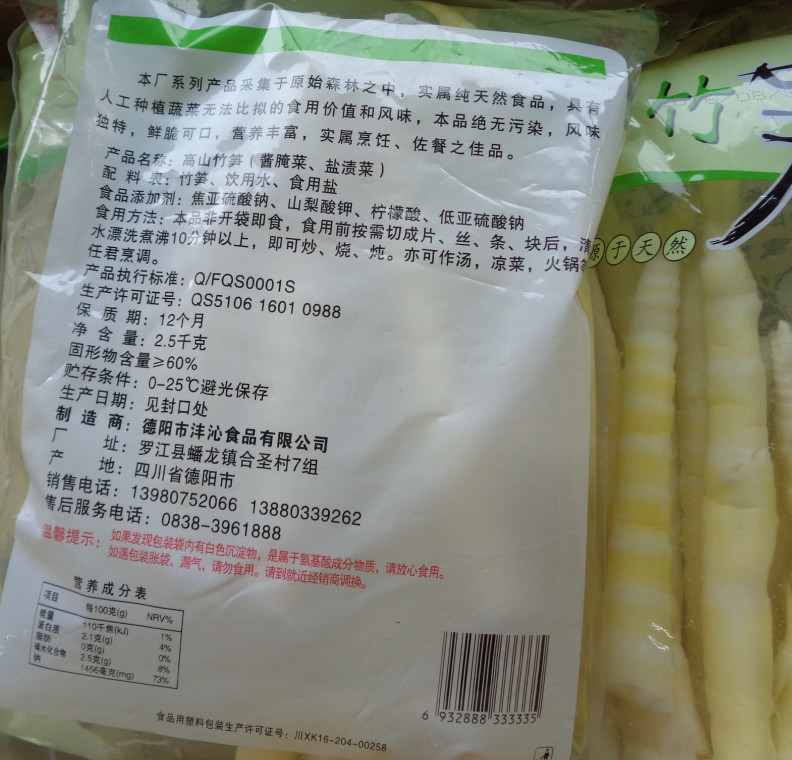 本厂系列产品采集于原始森林之中，实属纯天然食品，具有
人工种植蔬菜无法比拟的食用价值和风味，本品绝无污染，风味
独特，鲜脆可口，营养丰富，实属烹饪、佐餐之佳品。
产品名称：高山竹笋（酱腌菜、盐渍菜）
配料表：竹笋、饮用水、食用盐
食品添加剂：焦亚硫酸钠、山梨酸钾、柠檬酸、低亚硫酸钠
食用方法：本品非开袋即食，食用前按需切成片、丝、条、块后，清
水漂洗煮沸10分钟以上，即可炒、烧、炖。亦可作汤，凉菜，火锅
任君烹调。
产品执行标准：Q/FQS0001S
生产许可证号：QS5106 1601 0988
保质期：12个月
净含量：2.5千克
固形物含量≥60%
贮存条件：0-25℃避光保存
生产日期：见封口处
制造商：德阳市沣沁食品有限公司
厂址：罗江县蟠龙镇合圣村7组
产地：四川省德阳市
销售电话：13980752066 13880339262
售后服务电话：0838-3961888
温馨提示：如果发现包装袋内有白色沉淀物，是属于氨基酸成分物质，请放心食用。
如遇包装胀袋、漏气，请勿食用。请到就近经销商调换。
营养成分表
项目 每100克(g) NRV%
能量 110千焦(kJ) 1%
蛋白质 2.1克(g) 4%
脂肪 0克(g) 0%
碳水化合物 2.5克(g) 8%
钠 1456毫克(mg) 73%
食品用塑料包装生产许可证号：川XK16-204-00258
6 932888 333335
竹
源于天然